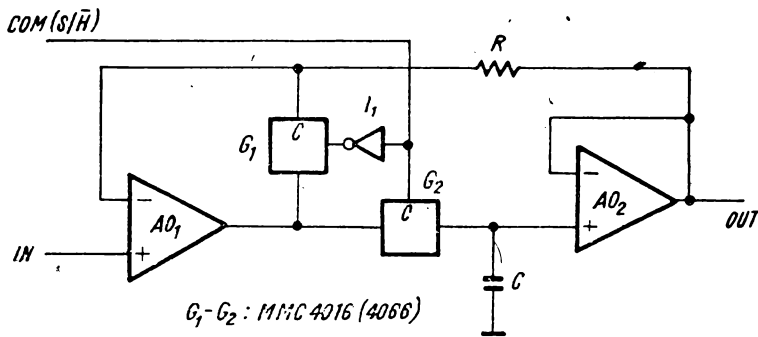 COM(S/H̅)
R
C
I₁
G₁
G₂
C
−
AO₁
+
−
AO₂
+
IN
OUT
C
G₁-G₂ : MMC 4016 (4066)